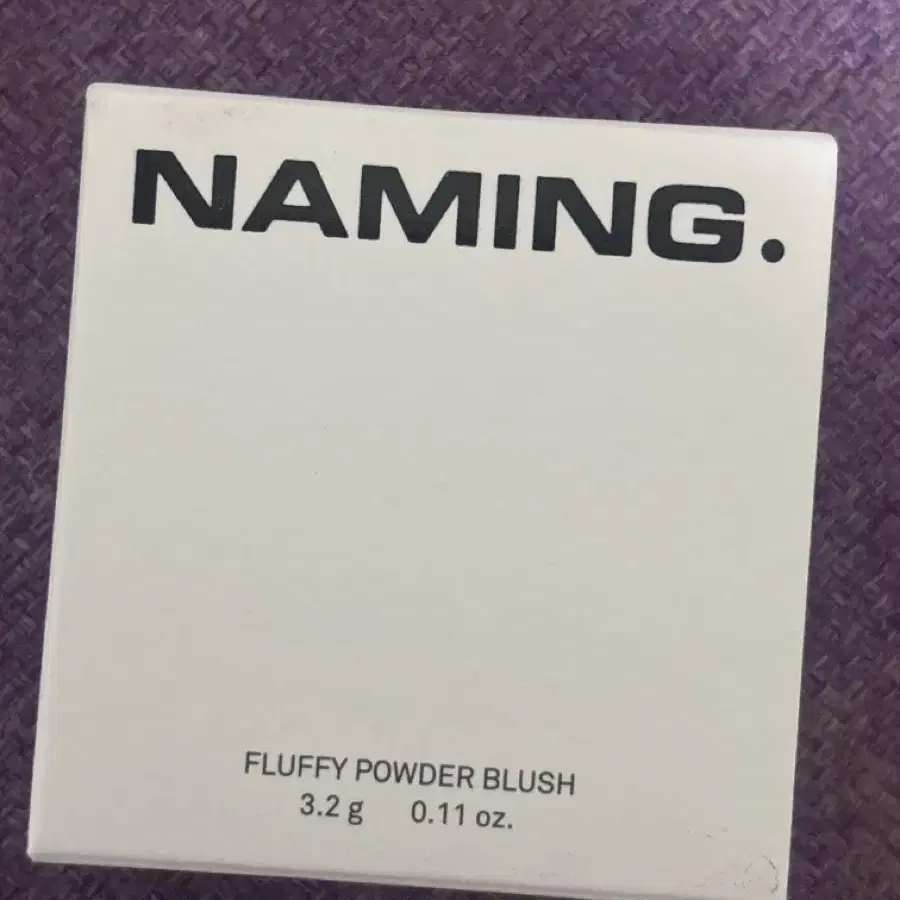 NAMING.
FLUFFY POWDER BLUSH
3.2 g 0.11 oz.